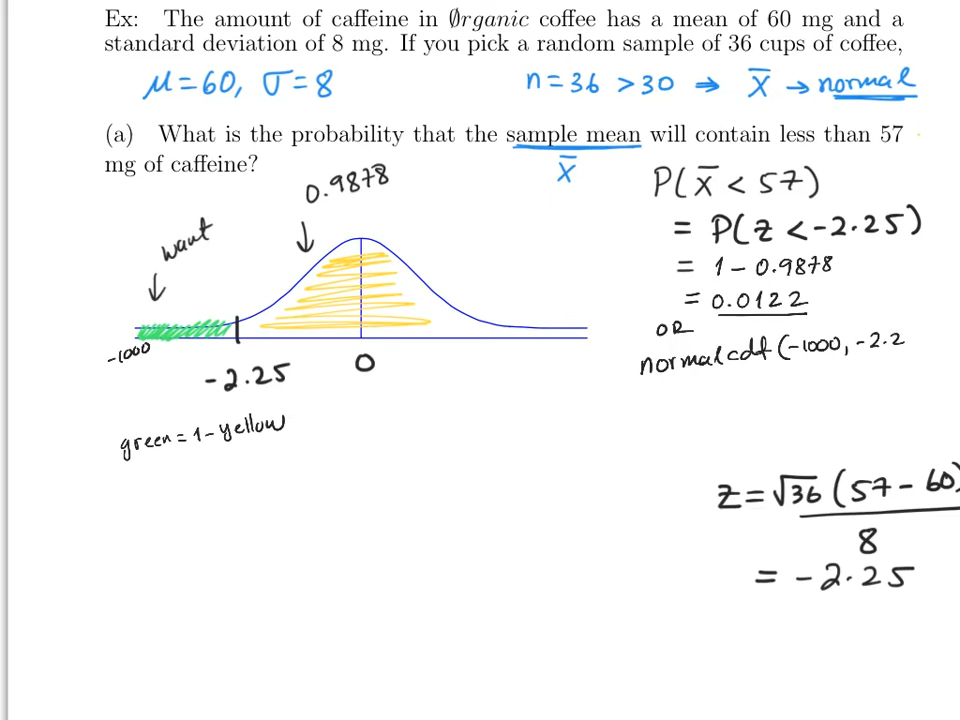 Ex: The amount of caffeine in Ørganic coffee has a mean of 60 mg and a
standard deviation of 8 mg. If you pick a random sample of 36 cups of coffee,
μ=60, σ=8
n=36 >30 ⇒ x̄ → normal
(a) What is the probability that the sample mean will contain less than 57
mg of caffeine?
x̄
0.9878
want
-1000
-2.25
0
green = 1-yellow
P(x̄ < 57)
= P(z < -2.25)
= 1 - 0.9878
= 0.0122
OR
normalcdf (-1000, -2.2
z = √36 (57-60)
8
= -2.25